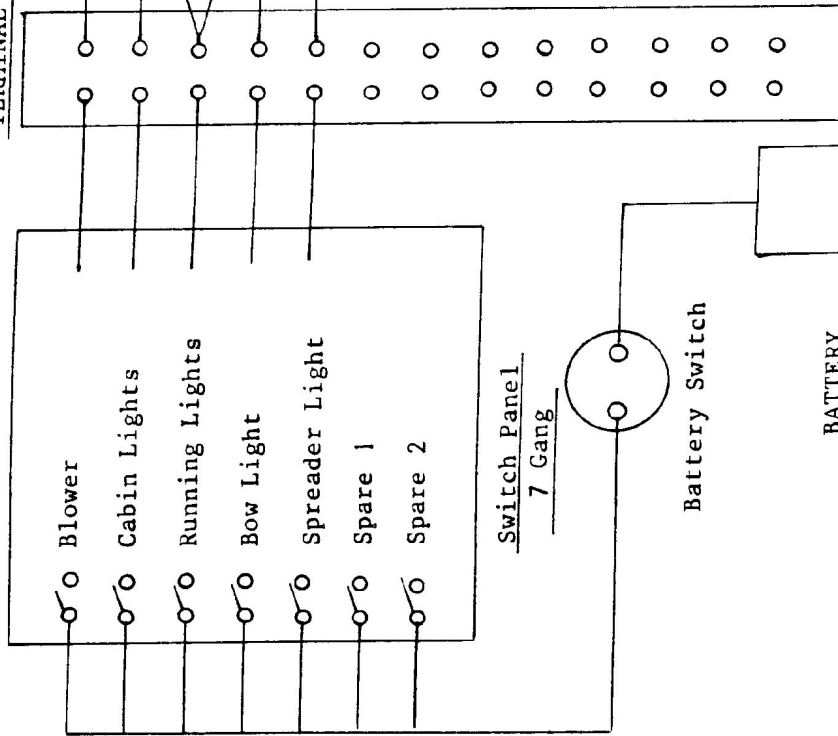 Blower
Cabin Lights
Running Lights
Bow Light
Spreader Light
Spare 1
Spare 2
Switch Panel
7 Gang
Battery Switch
BATTERY
TERMINAL